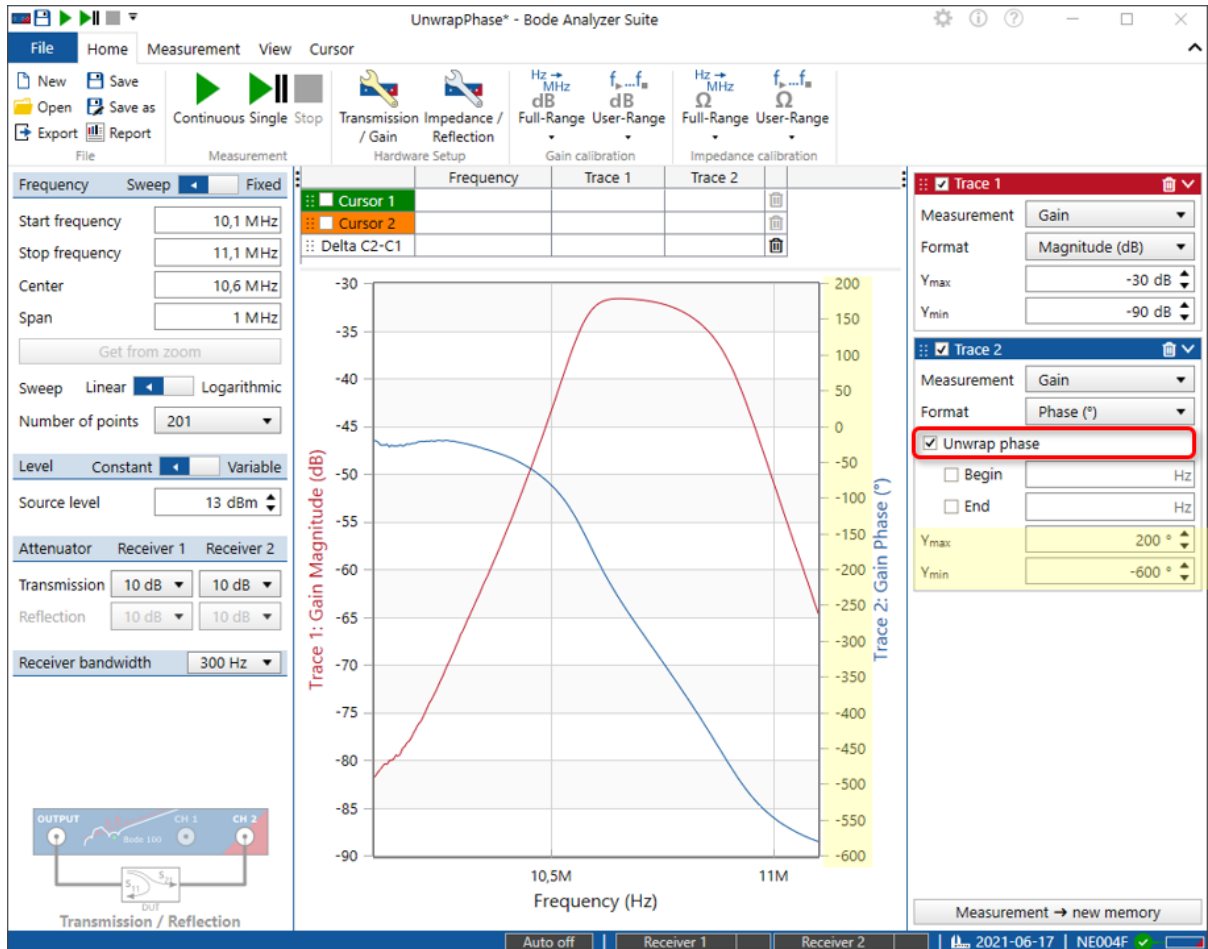 UnwrapPhase* - Bode Analyzer Suite
File Home Measurement View Cursor
New Save
Open Save as
Export Report
File
Continuous Single Stop
Measurement
Transmission / Gain
Impedance / Reflection
Hardware Setup
Hz MHz dB Full-Range
f...f dB User-Range
Gain calibration
Hz MHz Ω Full-Range
f...f Ω User-Range
Impedance calibration
Frequency Sweep Fixed
Start frequency 10,1 MHz
Stop frequency 11,1 MHz
Center 10,6 MHz
Span 1 MHz
Get from zoom
Sweep Linear Logarithmic
Number of points 201
Level Constant Variable
Source level 13 dBm
Attenuator Receiver 1 Receiver 2
Transmission 10 dB 10 dB
Reflection 10 dB 10 dB
Receiver bandwidth 300 Hz
OUTPUT CH 1 CH 2
Bode 100
S11 S21
DUT
Transmission / Reflection
Frequency Trace 1 Trace 2
Cursor 1
Cursor 2
Delta C2-C1
Trace 1: Gain Magnitude (dB)
-30
-35
-40
-45
-50
-55
-60
-65
-70
-75
-80
-85
-90
200
150
100
50
0
-50
-100
-150
-200
-250
-300
-350
-400
-450
-500
-550
-600
Trace 2: Gain Phase (°)
10,5M 11M
Frequency (Hz)
Trace 1
Measurement Gain
Format Magnitude (dB)
Ymax -30 dB
Ymin -90 dB
Trace 2
Measurement Gain
Format Phase (°)
Unwrap phase
Begin Hz
End Hz
Ymax 200 °
Ymin -600 °
Measurement → new memory
Auto off Receiver 1 Receiver 2 2021-06-17 NE004F